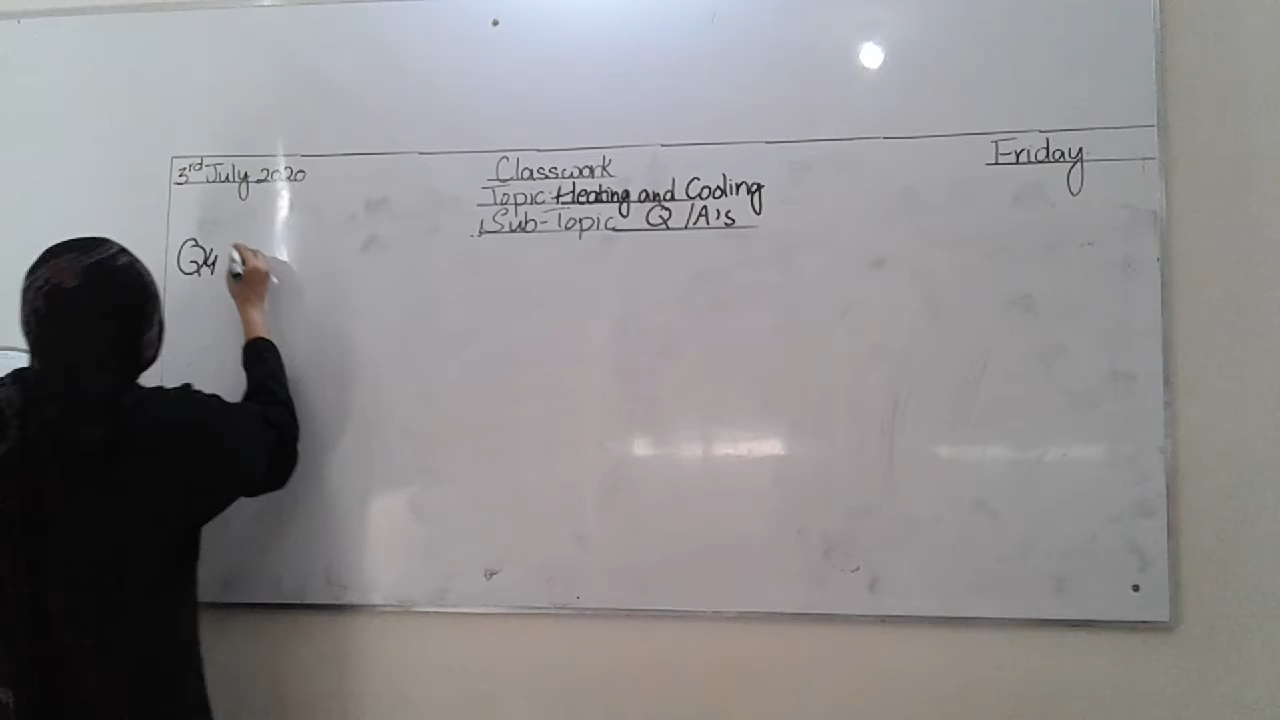 3rd July 2020
Classwork
Friday
Topic: Heating and Cooling
Sub-Topic Q/A's
Q4